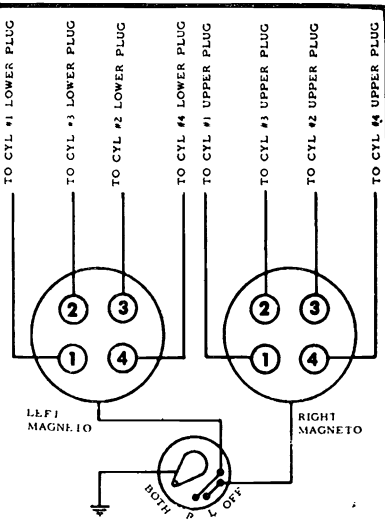 TO CYL #1 LOWER PLUG
TO CYL #3 LOWER PLUG
TO CYL #2 LOWER PLUG
TO CYL #4 LOWER PLUG
TO CYL #1 UPPER PLUG
TO CYL #3 UPPER PLUG
TO CYL #2 UPPER PLUG
TO CYL #4 UPPER PLUG
2
3
2
3
1
4
1
4
LEFT
MAGNETO
RIGHT
MAGNETO
BOTH R L OFF